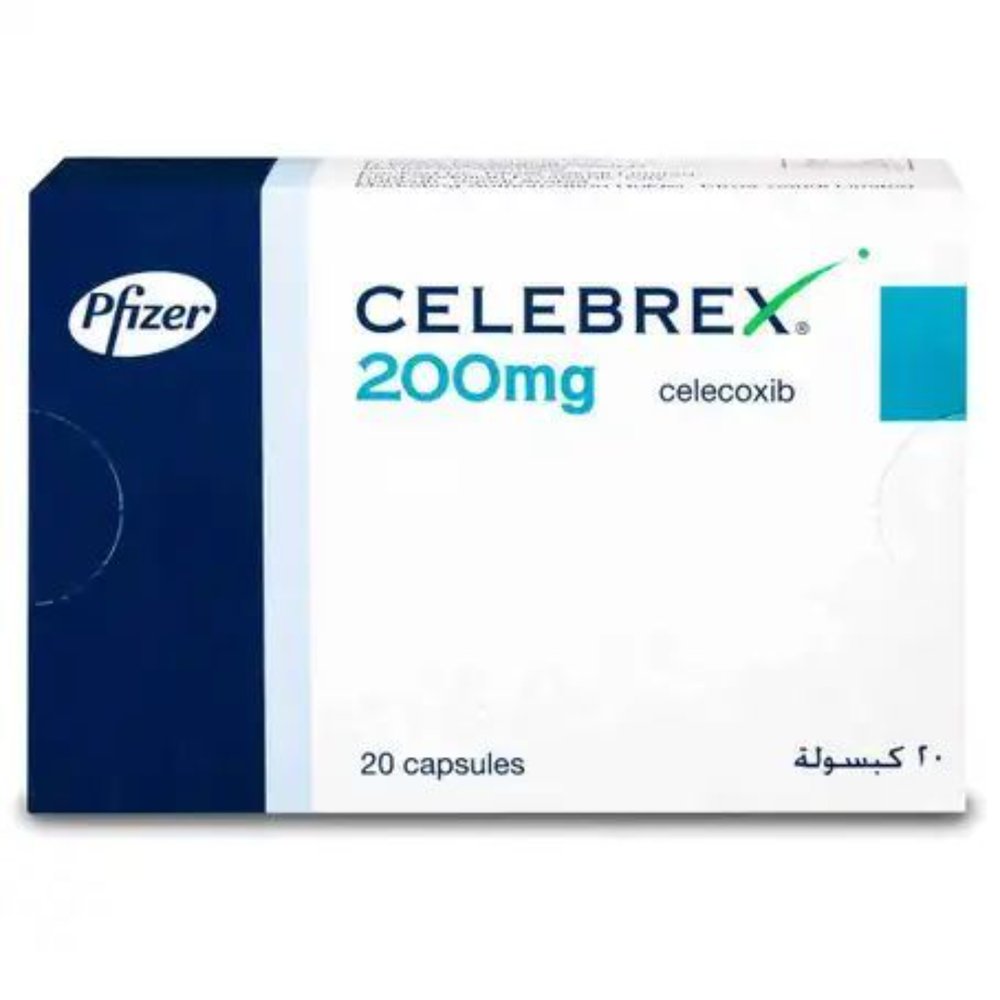 Pfizer
CELEBREX®
200mg celecoxib
20 capsules
٢٠ كبسولة